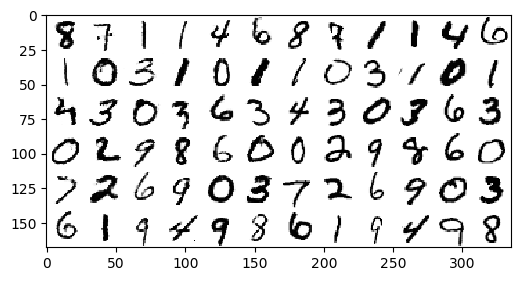 0
8 7 1 1 4 6 8 7 1 1 4 6
25
1 0 3 1 0 1 1 0 3 1 0 1
50
4 3 0 3 6 3 4 3 0 3 6 3
75
100
0 2 9 8 6 0 0 2 9 8 6 0
125
7 2 6 9 0 3 7 2 6 9 0 3
150
6 1 9 4 9 8 6 1 9 4 9 8
0 50 100 150 200 250 300